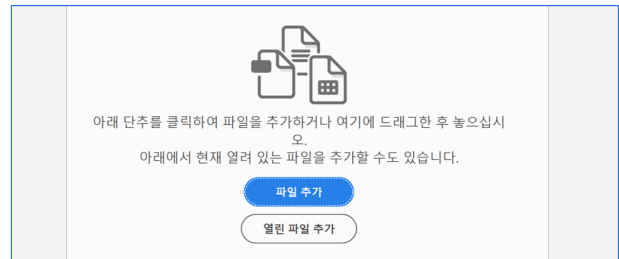 아래 단추를 클릭하여 파일을 추가하거나 여기에 드래그한 후 놓으십시
오.
아래에서 현재 열려 있는 파일을 추가할 수도 있습니다.
파일 추가
열린 파일 추가